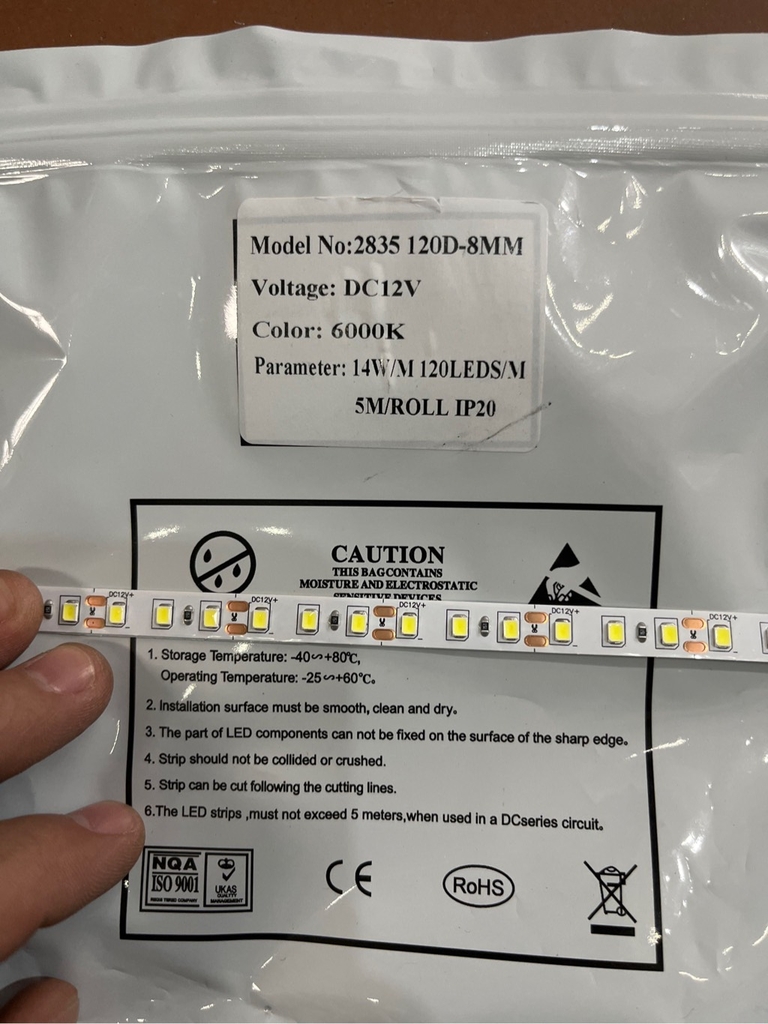 Model No:2835 120D-8MM
Voltage: DC12V
Color: 6000K
Parameter: 14W/M 120LEDS/M
5M/ROLL IP20
CAUTION
THIS BAG CONTAINS
MOISTURE AND ELECTROSTATIC
SENSITIVE DEVICES
DC12V+ DC12V+ DC12V+ DC12V+ DC12V+
1. Storage Temperature: -40∽+80℃,
Operating Temperature: -25∽+60℃。
2. Installation surface must be smooth, clean and dry。
3. The part of LED components can not be fixed on the surface of the sharp edge。
4. Strip should not be collided or crushed.
5. Strip can be cut following the cutting lines.
6.The LED strips ,must not exceed 5 meters,when used in a DCseries circuit。
NQA
ISO 9001
UKAS
QUALITY
MANAGEMENT
CE
RoHS